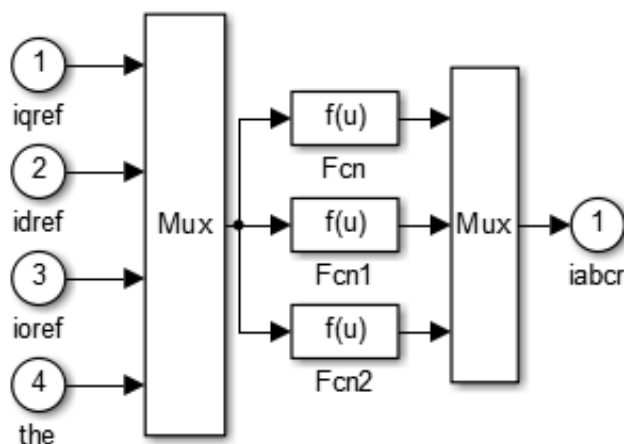 1
iqref
2
idref
3
ioref
4
the
Mux
f(u)
Fcn
f(u)
Fcn1
f(u)
Fcn2
Mux
1
iabcr